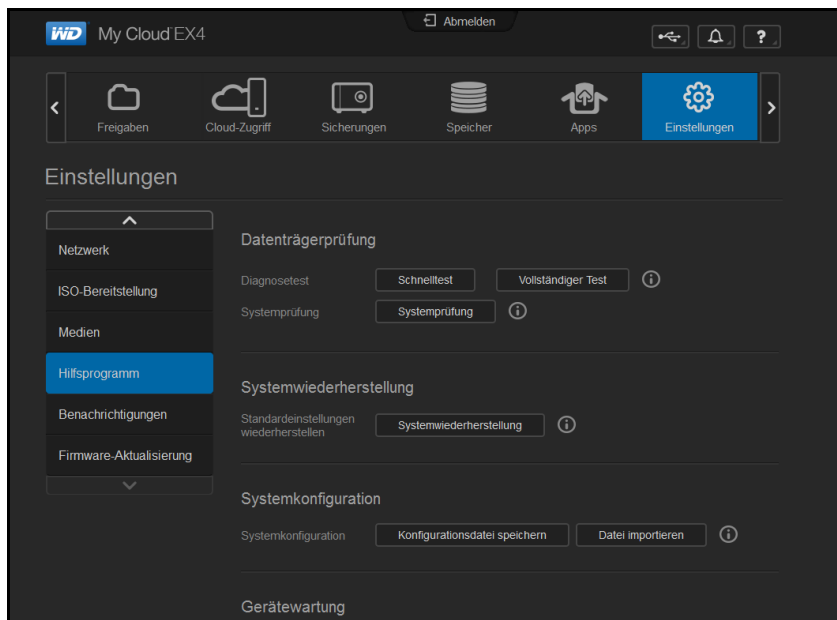 WD My Cloud EX4
Abmelden
?
Freigaben
Cloud-Zugriff
Sicherungen
Speicher
Apps
Einstellungen
Einstellungen
Netzwerk
ISO-Bereitstellung
Medien
Hilfsprogramm
Benachrichtigungen
Firmware-Aktualisierung
Datenträgerprüfung
Diagnosetest Schnelltest Vollständiger Test
Systemprüfung Systemprüfung
Systemwiederherstellung
Standardeinstellungen
wiederherstellen Systemwiederherstellung
Systemkonfiguration
Systemkonfiguration Konfigurationsdatei speichern Datei importieren
Gerätewartung